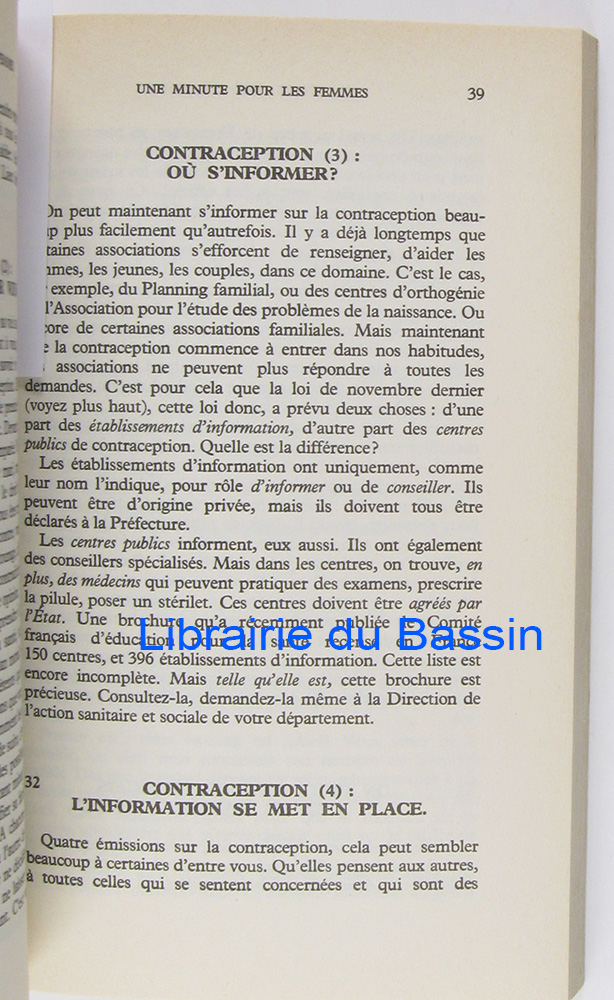 UNE MINUTE POUR LES FEMMES 39
CONTRACEPTION (3) :
OÙ S'INFORMER?
On peut maintenant s'informer sur la contraception beau-
p plus facilement qu'autrefois. Il y a déjà longtemps que
taines associations s'efforcent de renseigner, d'aider les
mmes, les jeunes, les couples, dans ce domaine. C'est le cas,
exemple, du Planning familial, ou des centres d'orthogénie
l'Association pour l'étude des problèmes de la naissance. Ou
core de certaines associations familiales. Mais maintenant
e la contraception commence à entrer dans nos habitudes,
associations ne peuvent plus répondre à toutes les
demandes. C'est pour cela que la loi de novembre dernier
(voyez plus haut), cette loi donc, a prévu deux choses : d'une
part des établissements d'information, d'autre part des centres
publics de contraception. Quelle est la différence?
Les établissements d'information ont uniquement, comme
leur nom l'indique, pour rôle d'informer ou de conseiller. Ils
peuvent être d'origine privée, mais ils doivent tous être
déclarés à la Préfecture.
Les centres publics informent, eux aussi. Ils ont également
des conseillers spécialisés. Mais dans les centres, on trouve, en
plus, des médecins qui peuvent pratiquer des examens, prescrire
la pilule, poser un stérilet. Ces centres doivent être agréés par
l'État. Une brochure qu'a récemment publiée le Comité
français d'éducation pour la santé recense en France
Librairie du Bassin
150 centres, et 396 établissements d'information. Cette liste est
encore incomplète. Mais telle qu'elle est, cette brochure est
précieuse. Consultez-la, demandez-la même à la Direction de
l'action sanitaire et sociale de votre département.
32 CONTRACEPTION (4) :
L'INFORMATION SE MET EN PLACE.
Quatre émissions sur la contraception, cela peut sembler
beaucoup à certaines d'entre vous. Qu'elles pensent aux autres,
à toutes celles qui se sentent concernées et qui sont des